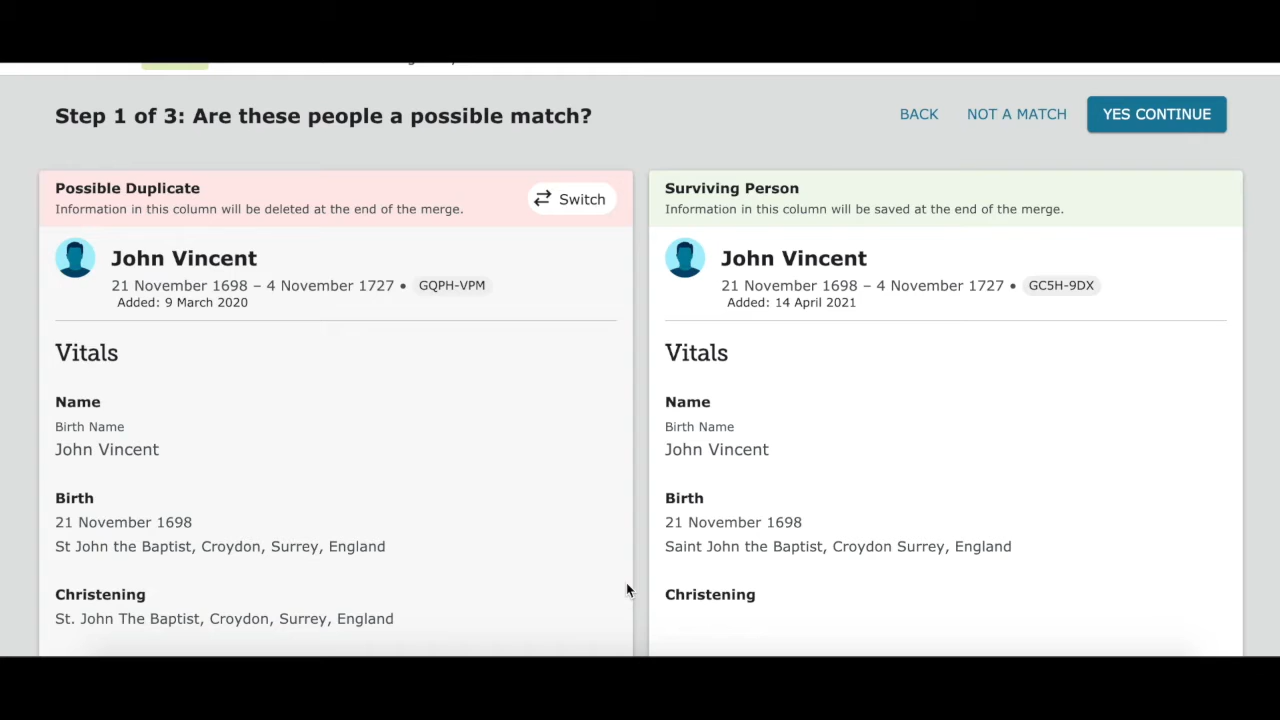 Step 1 of 3: Are these people a possible match?
BACK
NOT A MATCH
YES CONTINUE
Possible Duplicate
Information in this column will be deleted at the end of the merge.
Switch
John Vincent
21 November 1698 – 4 November 1727 • GQPH-VPM
Added: 9 March 2020
Vitals
Name
Birth Name
John Vincent
Birth
21 November 1698
St John the Baptist, Croydon, Surrey, England
Christening
St. John The Baptist, Croydon, Surrey, England
Surviving Person
Information in this column will be saved at the end of the merge.
John Vincent
21 November 1698 – 4 November 1727 • GC5H-9DX
Added: 14 April 2021
Vitals
Name
Birth Name
John Vincent
Birth
21 November 1698
Saint John the Baptist, Croydon Surrey, England
Christening